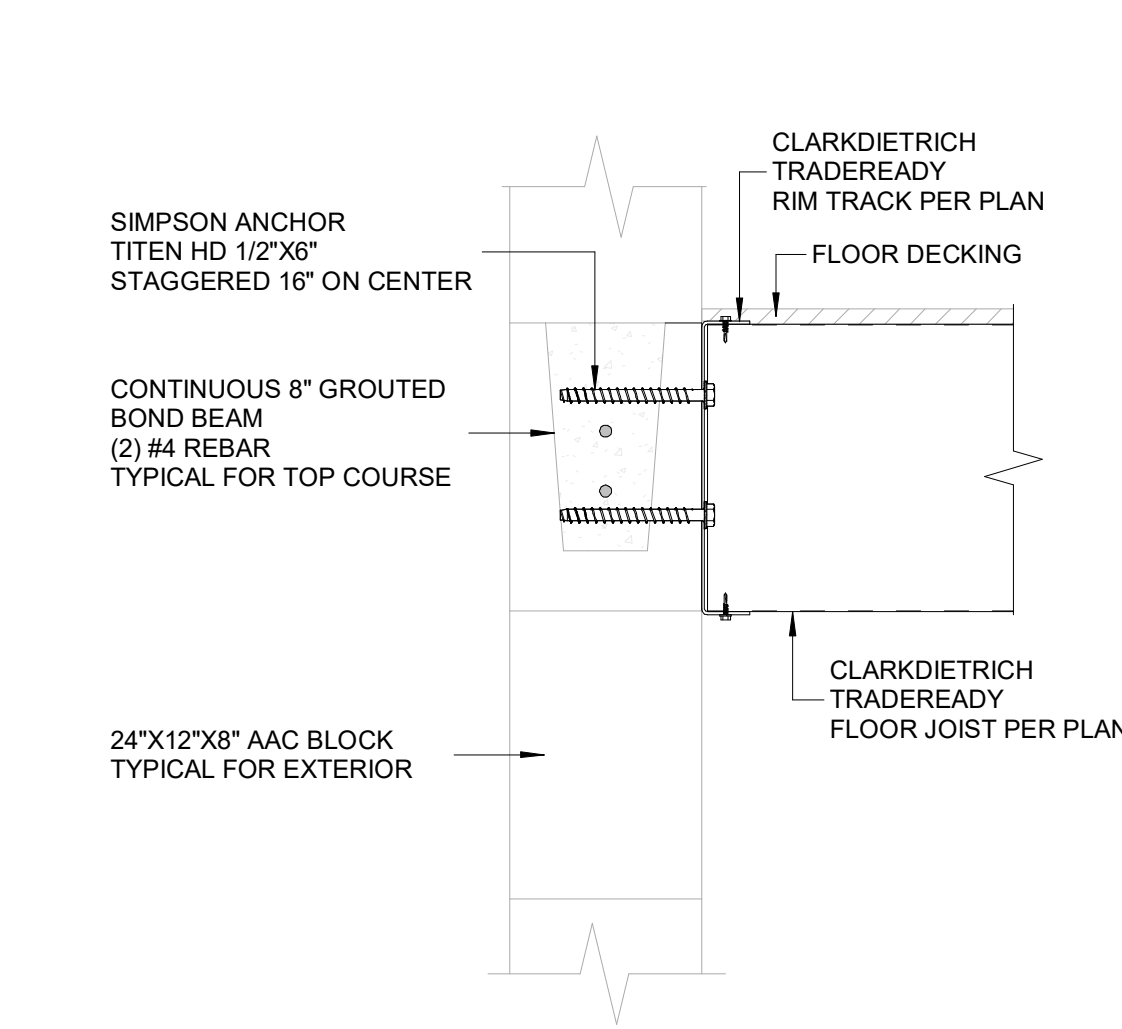 CLARKDIETRICH
TRADEREADY
RIM TRACK PER PLAN
FLOOR DECKING
SIMPSON ANCHOR
TITEN HD 1/2"X6"
STAGGERED 16" ON CENTER
CONTINUOUS 8" GROUTED
BOND BEAM
(2) #4 REBAR
TYPICAL FOR TOP COURSE
CLARKDIETRICH
TRADEREADY
FLOOR JOIST PER PLAN
24"X12"X8" AAC BLOCK
TYPICAL FOR EXTERIOR